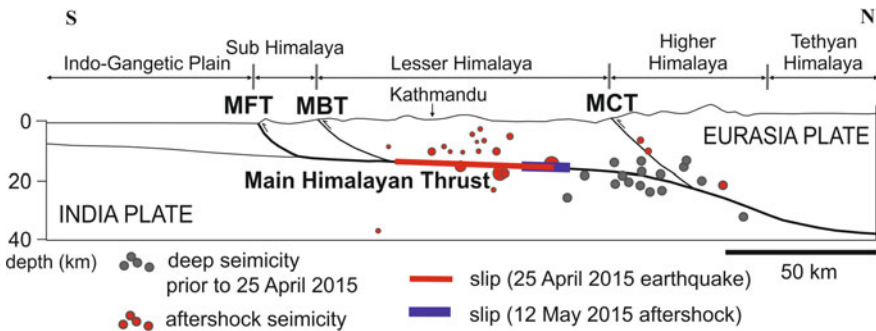 S
N
Sub Himalaya
Higher
Himalaya
Tethyan
Himalaya
Indo-Gangetic Plain
Lesser Himalaya
MFT
MBT
Kathmandu
MCT
0
20
40
EURASIA PLATE
Main Himalayan Thrust
INDIA PLATE
depth (km)
deep seimicity
prior to 25 April 2015
aftershock seimicity
slip (25 April 2015 earthquake)
slip (12 May 2015 aftershock)
50 km